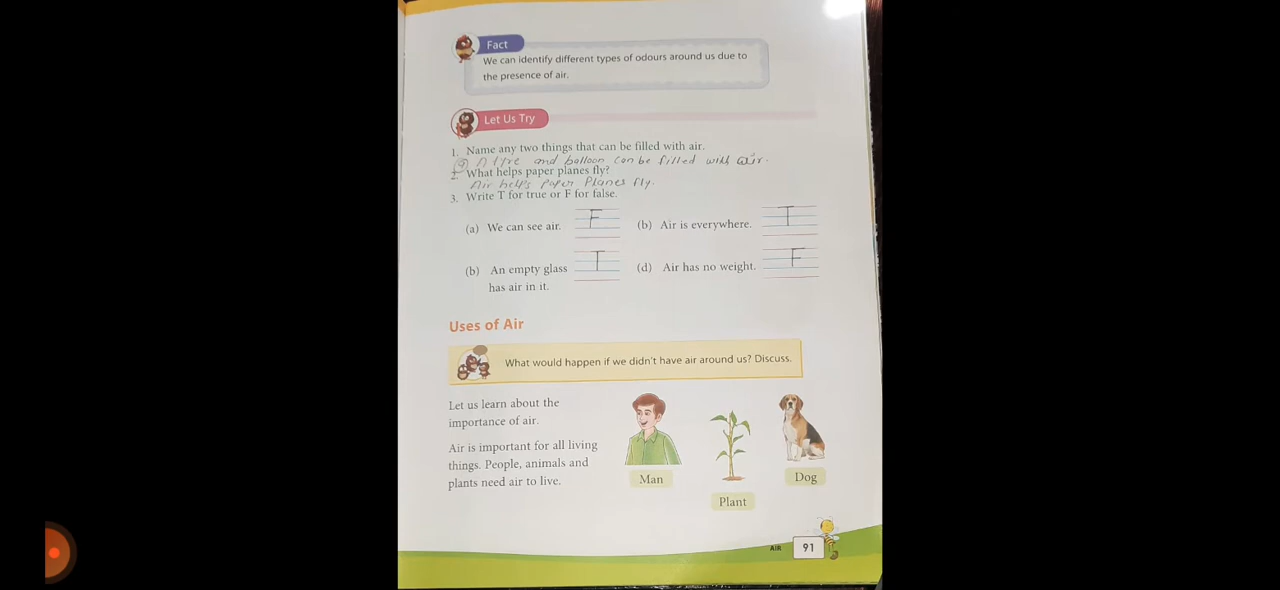 Fact
We can identify different types of odours around us due to
the presence of air.
Let Us Try
1. Name any two things that can be filled with air.
A tyre and balloon can be filled with air.
2. What helps paper planes fly?
Air helps paper Planes fly.
3. Write T for true or F for false.
(a) We can see air. F (b) Air is everywhere. T
(b) An empty glass T (d) Air has no weight. F
has air in it.
Uses of Air
What would happen if we didn't have air around us? Discuss.
Let us learn about the
importance of air.
Air is important for all living
things. People, animals and
plants need air to live.
Man
Dog
Plant
AIR 91